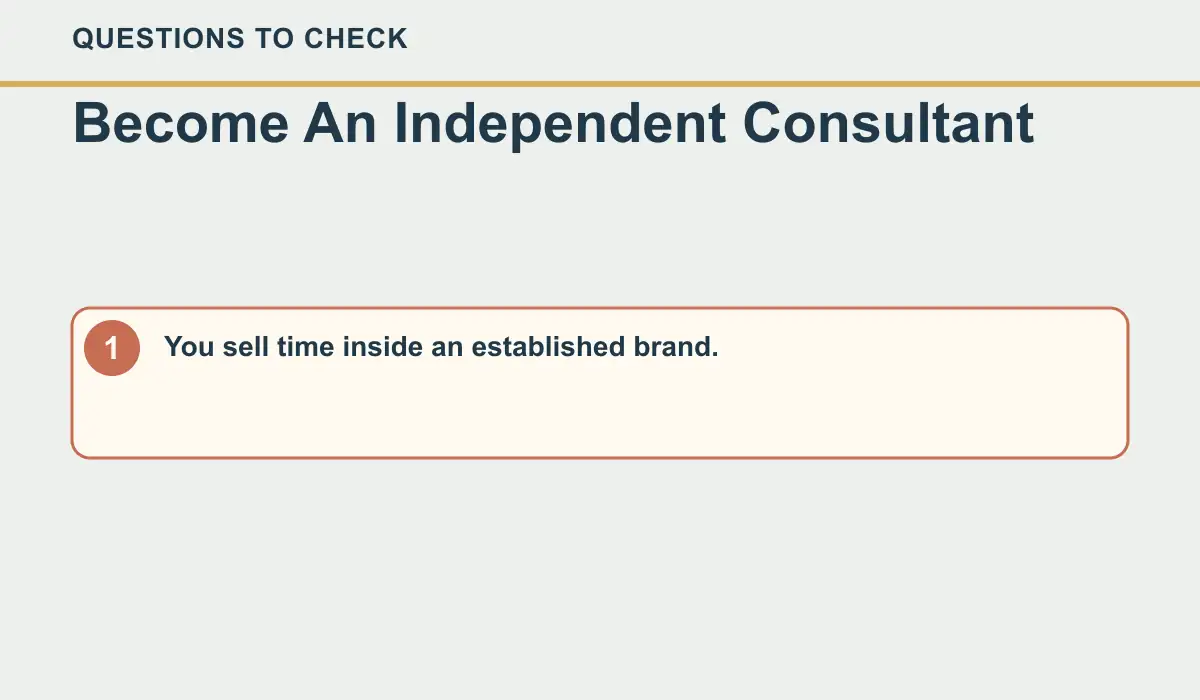 QUESTIONS TO CHECK
Become An Independent Consultant
1
You sell time inside an established brand.